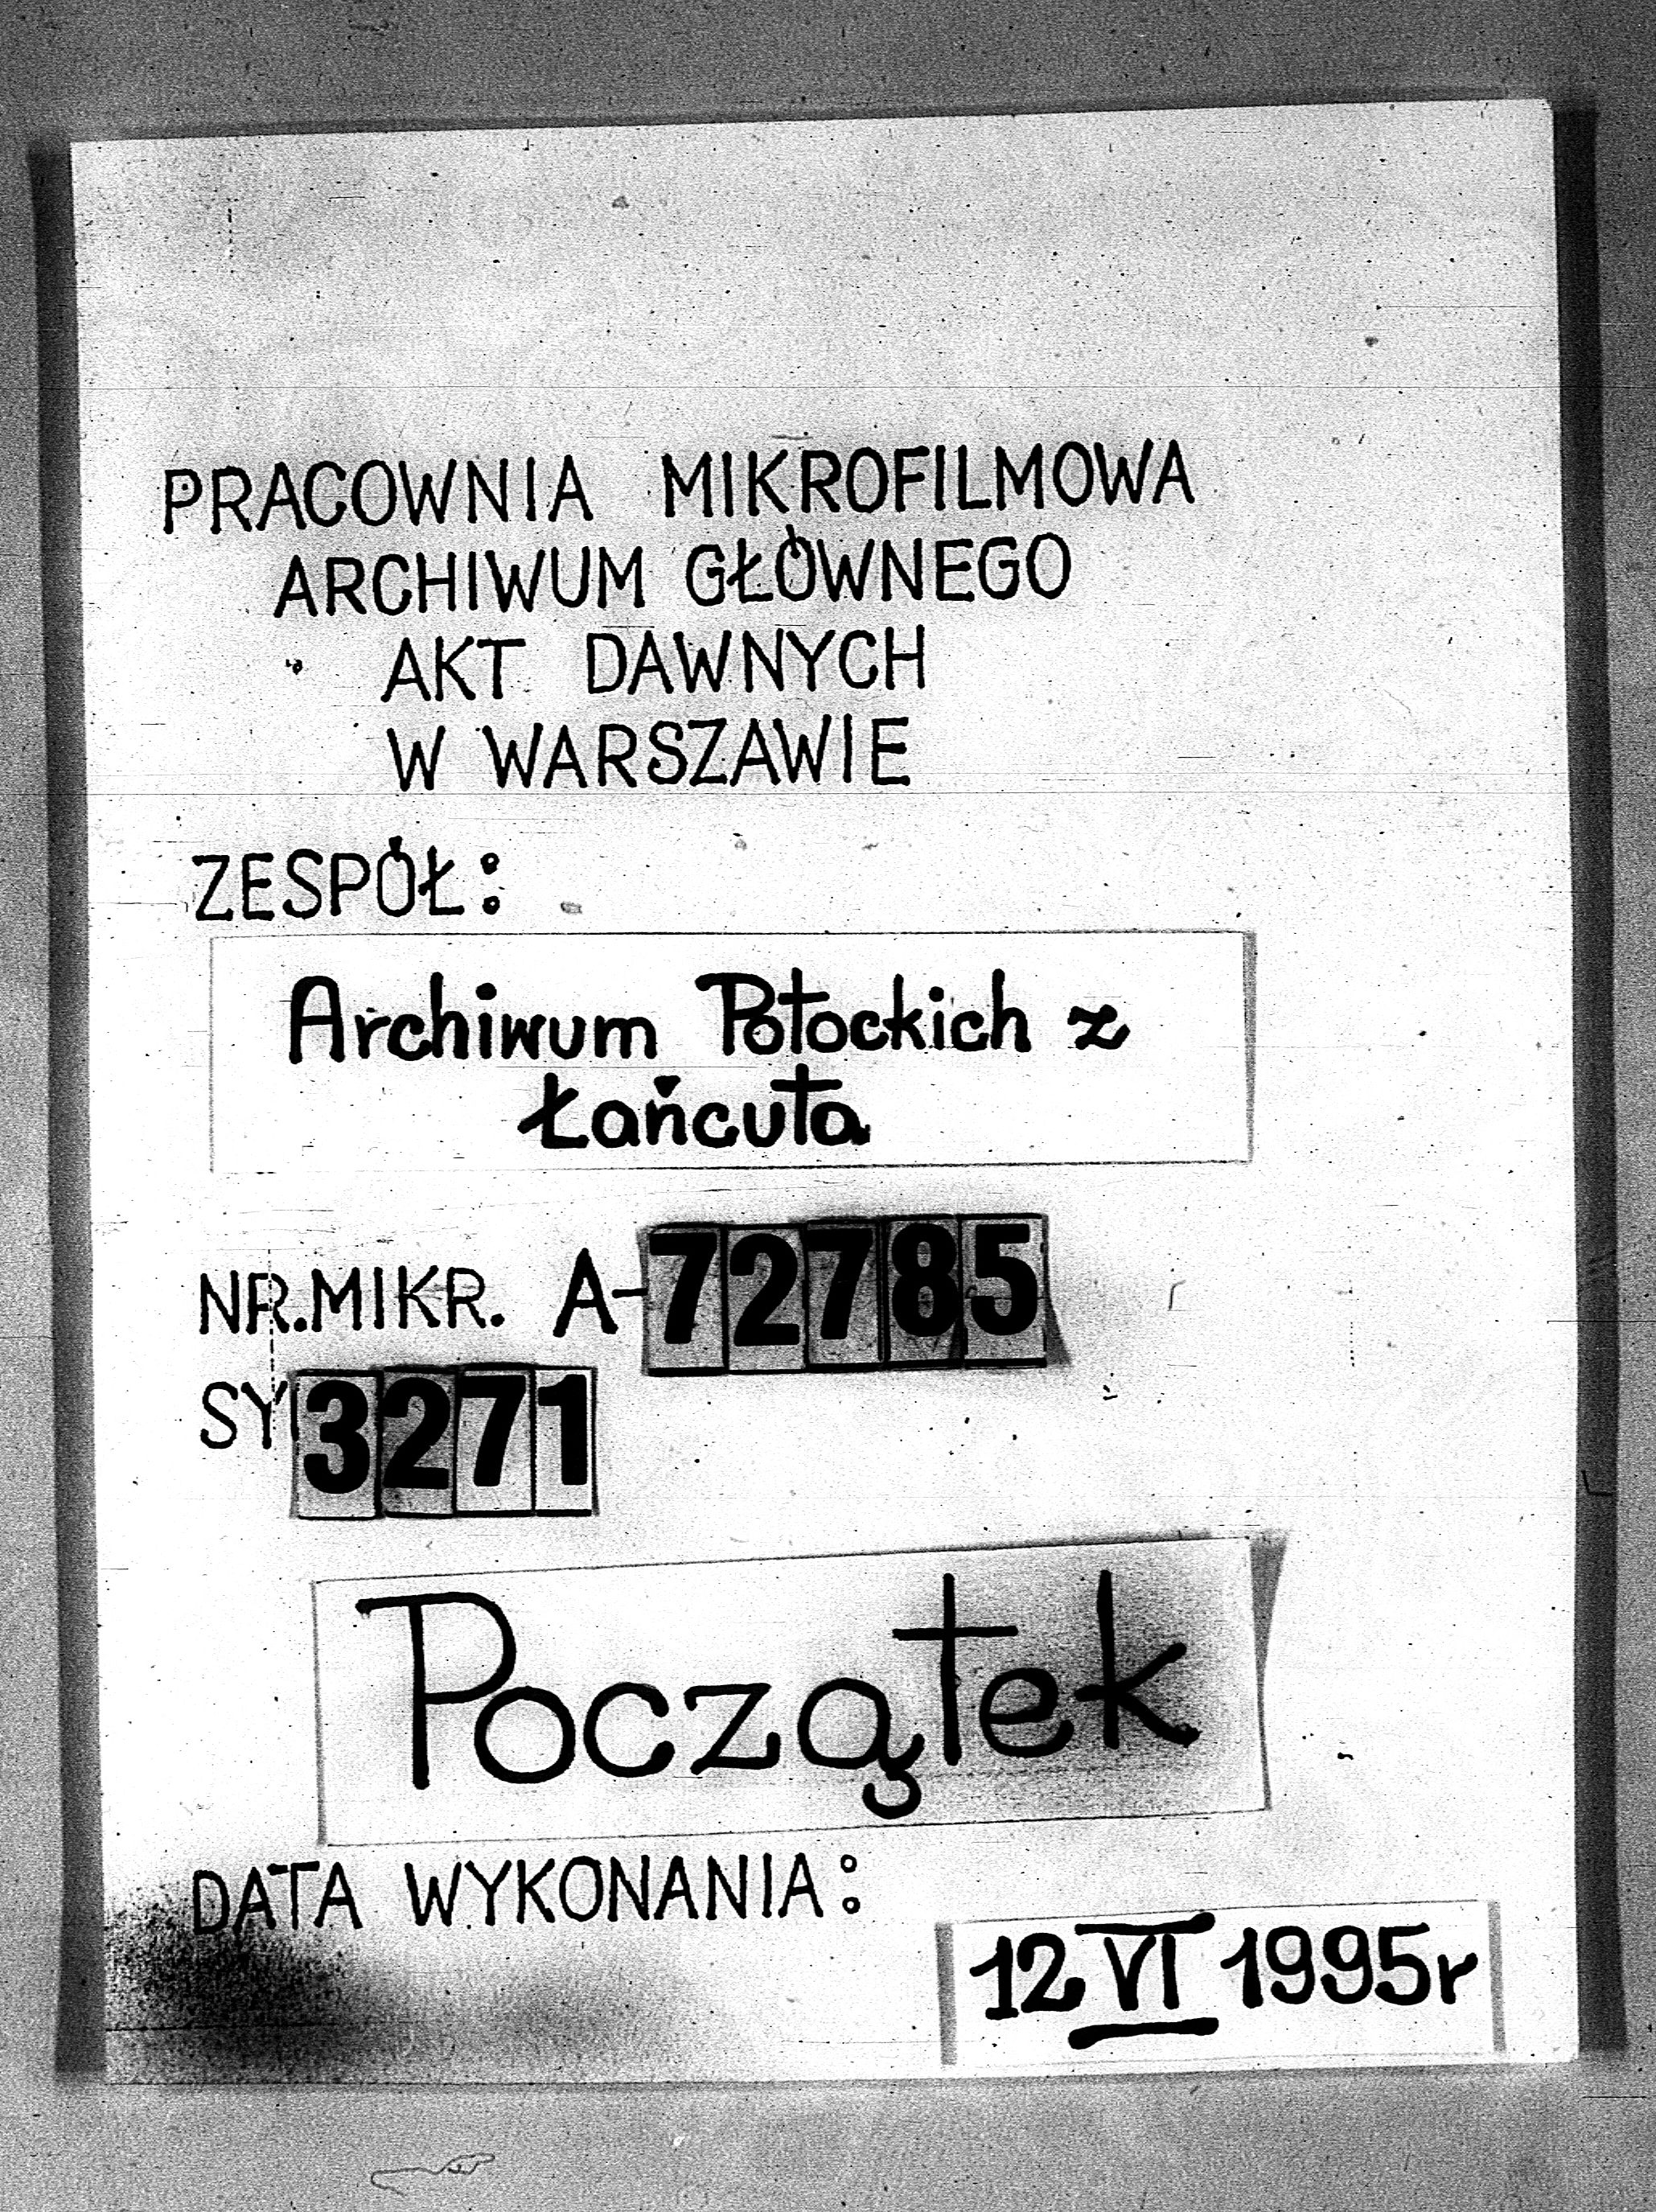 PRACOWNIA MIKROFILMOWA
ARCHIWUM GŁÓWNEGO
AKT DAWNYCH
W WARSZAWIE
ZESPÓŁ:
Archiwum Potockich z
Łańcuta
NR.MIKR. A-72785
SY 3271
Początek
DATA WYKONANIA:
12 VI 1995r